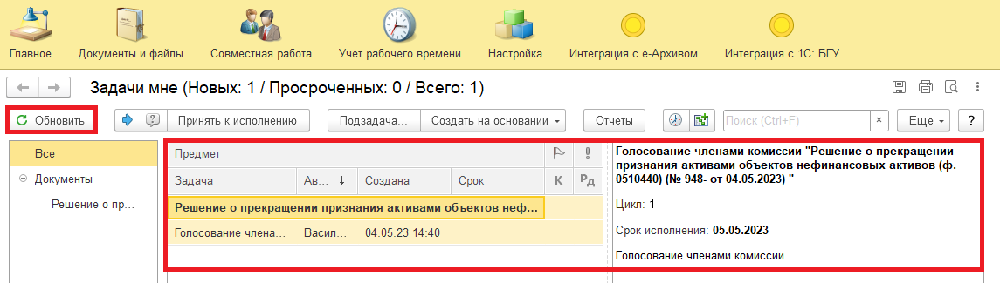 Главное Документы и файлы Совместная работа Учет рабочего времени Настройка Интеграция с е-Архивом Интеграция с 1С: БГУ
Задачи мне (Новых: 1 / Просроченных: 0 / Всего: 1)
Обновить Принять к исполнению Подзадача... Создать на основании Отчеты Поиск (Ctrl+F) × Еще ?
Все
Документы
Решение о пр...
Предмет
Задача Ав... ↓ Создана Срок К Рд
Решение о прекращении признания активами объектов неф...
Голосование члена... Васил... 04.05.23 14:40
Голосование членами комиссии "Решение о прекращении
признания активами объектов нефинансовых активов (ф.
0510440) (№ 948- от 04.05.2023) "
Цикл: 1
Срок исполнения: 05.05.2023
Голосование членами комиссии